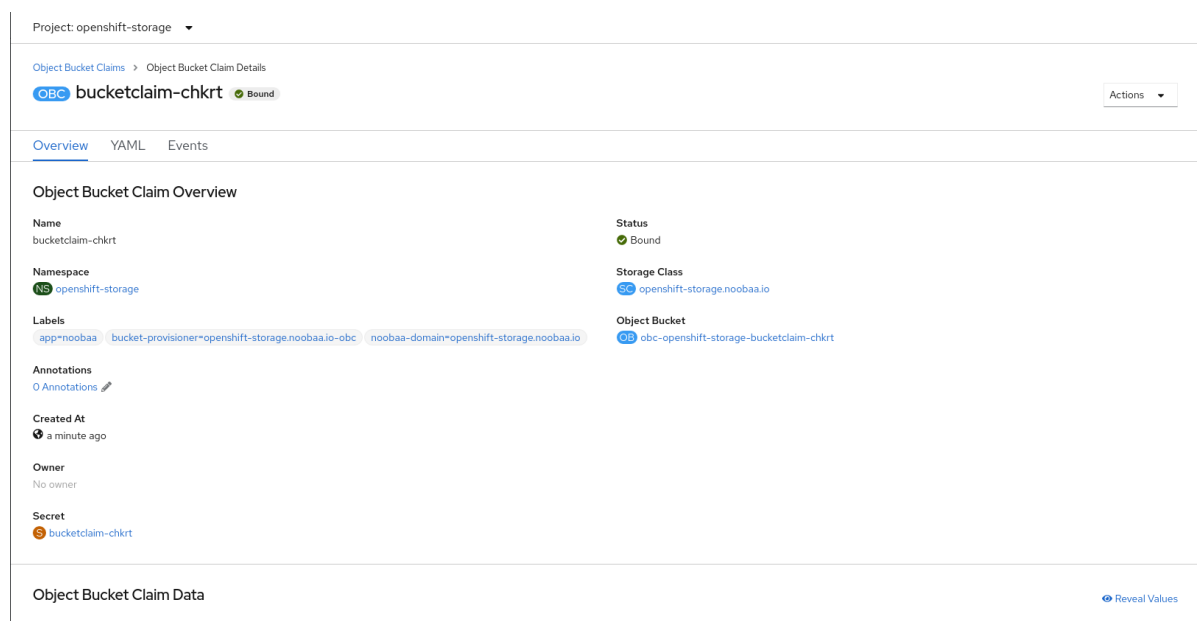 Project: openshift-storage
Object Bucket Claims > Object Bucket Claim Details
OBC bucketclaim-chkrt Bound
Actions
Overview YAML Events
Object Bucket Claim Overview
Name
bucketclaim-chkrt
Namespace
NS openshift-storage
Labels
app=noobaa bucket-provisioner=openshift-storage.noobaa.io-obc noobaa-domain=openshift-storage.noobaa.io
Annotations
0 Annotations
Created At
a minute ago
Owner
No owner
Secret
S bucketclaim-chkrt
Status
Bound
Storage Class
SC openshift-storage.noobaa.io
Object Bucket
OB obc-openshift-storage-bucketclaim-chkrt
Object Bucket Claim Data
Reveal Values